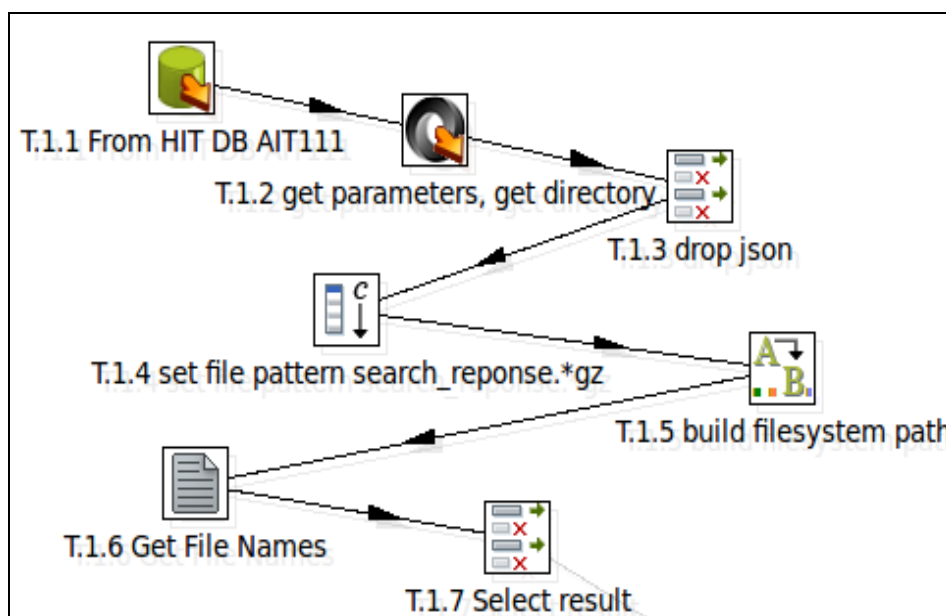 T.1.1 From HIT DB AIT111
T.1.2 get parameters, get directory
T.1.3 drop json
C
T.1.4 set file pattern search_reponse.*gz
A
B
T.1.5 build filesystem path
T.1.6 Get File Names
T.1.7 Select result